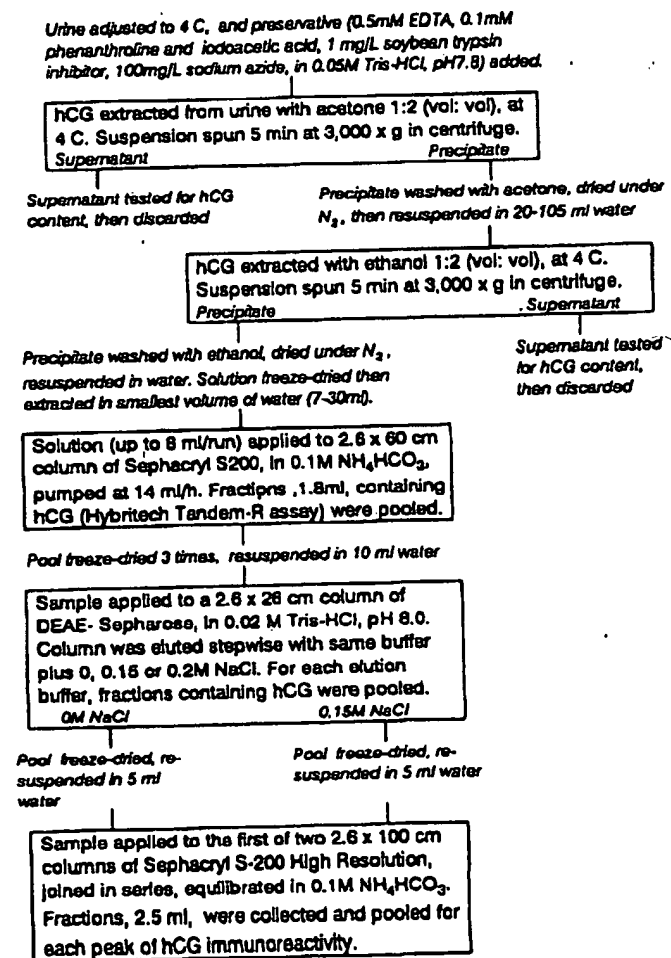 Urine adjusted to 4 C, and preservative (0.5mM EDTA, 0.1mM
phenanthroline and iodoacetic acid, 1 mg/L soybean trypsin
inhibitor, 100mg/L sodium azide, in 0.05M Tris-HCl, pH7.8) added.
hCG extracted from urine with acetone 1:2 (vol: vol), at
4 C. Suspension spun 5 min at 3,000 x g in centrifuge.
Supernatant Precipitate
Supernatant tested for hCG
content, then discarded
Precipitate washed with acetone, dried under
N₂, then resuspended in 20-105 ml water
hCG extracted with ethanol 1:2 (vol: vol), at 4 C.
Suspension spun 5 min at 3,000 x g in centrifuge.
Precipitate Supernatant
Precipitate washed with ethanol, dried under N₂,
resuspended in water. Solution freeze-dried then
extracted in smallest volume of water (7-30ml).
Supernatant tested
for hCG content,
then discarded
Solution (up to 8 ml/run) applied to 2.6 x 60 cm
column of Sephacryl S200, in 0.1M NH₄HCO₃,
pumped at 14 ml/h. Fractions ,1.8ml, containing
hCG (Hybritech Tandem-R assay) were pooled.
Pool freeze-dried 3 times, resuspended in 10 ml water
Sample applied to a 2.6 x 26 cm column of
DEAE- Sepharose, in 0.02 M Tris-HCl, pH 8.0.
Column was eluted stepwise with same buffer
plus 0, 0.15 or 0.2M NaCl. For each elution
buffer, fractions containing hCG were pooled.
0M NaCl 0.15M NaCl
Pool freeze-dried, re-
suspended in 5 ml
water
Pool freeze-dried, re-
suspended in 5 ml water
Sample applied to the first of two 2.6 x 100 cm
columns of Sephacryl S-200 High Resolution,
joined in series, equilibrated in 0.1M NH₄HCO₃.
Fractions, 2.5 ml, were collected and pooled for
each peak of hCG immunoreactivity.